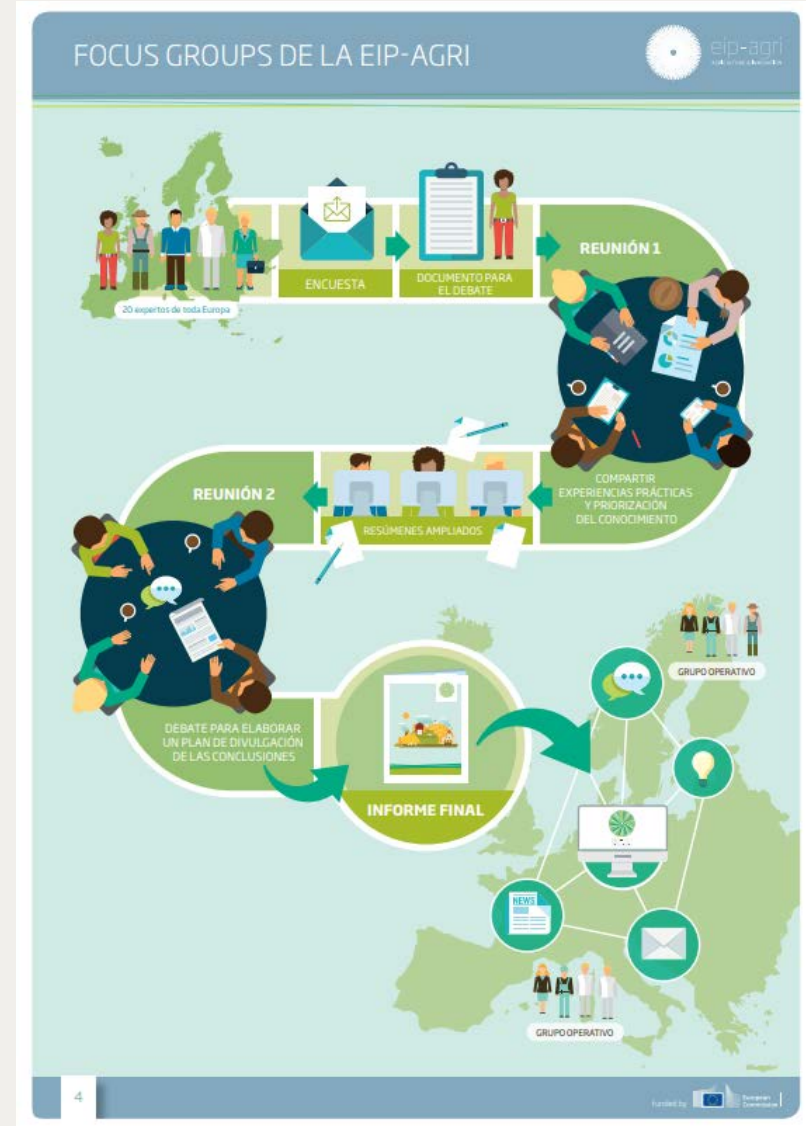 FOCUS GROUPS DE LA EIP-AGRI
eip-agri
20 expertos de toda Europa
ENCUESTA
DOCUMENTO PARA
EL DEBATE
REUNIÓN 1
COMPARTIR
EXPERIENCIAS PRÁCTICAS
Y PRIORIZACIÓN
DEL CONOCIMIENTO
RESÚMENES AMPLIADOS
REUNIÓN 2
DEBATE PARA ELABORAR
UN PLAN DE DIVULGACIÓN
DE LAS CONCLUSIONES
INFORME FINAL
GRUPO OPERATIVO
NEWS
GRUPO OPERATIVO
4
funded by
European
Commission